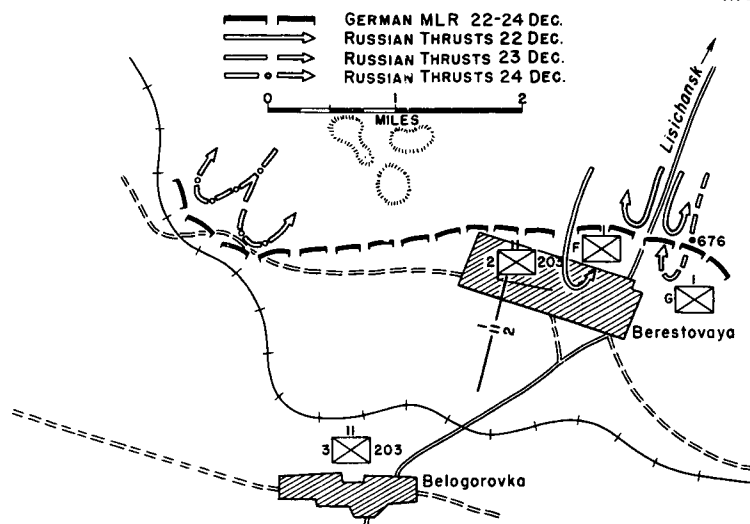 GERMAN MLR 22-24 DEC.
RUSSIAN THRUSTS 22 DEC.
RUSSIAN THRUSTS 23 DEC.
RUSSIAN THRUSTS 24 DEC.
0 1 2
MILES
Lisichansk
F
676
2 203
G
1 2
Berestovaya
3 203
Belogorovka